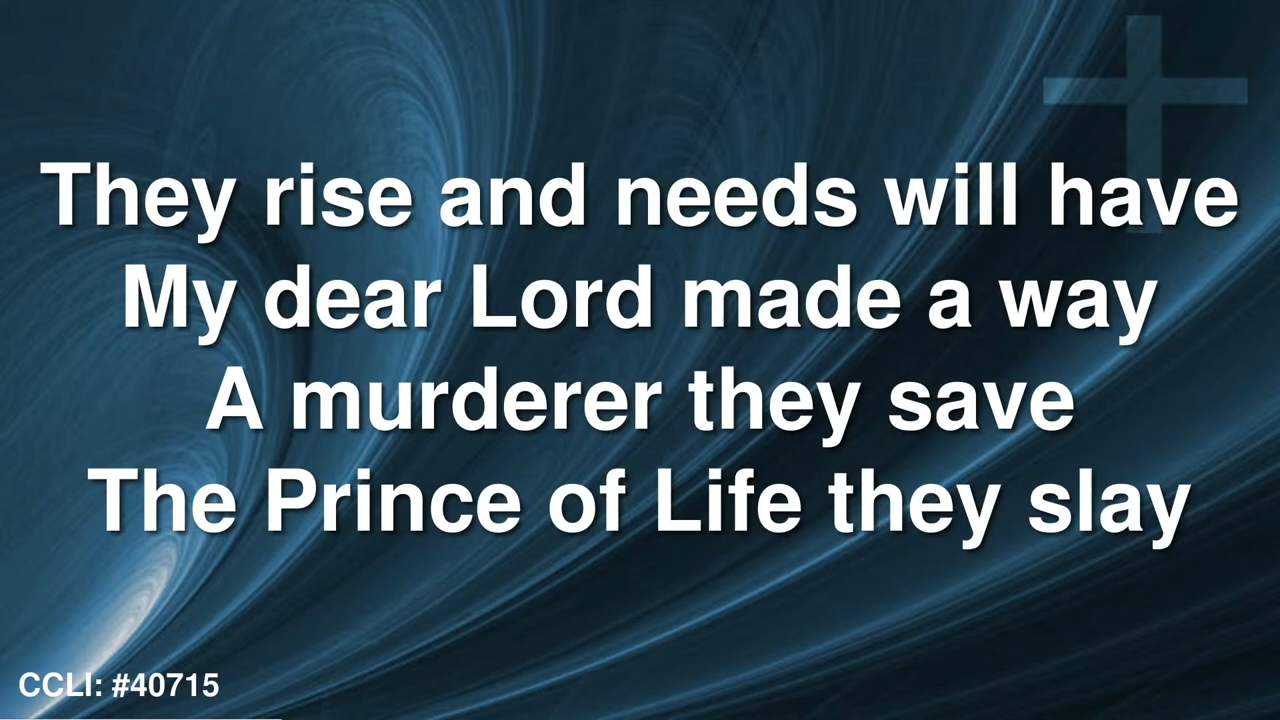 They rise and needs will have
My dear Lord made a way
A murderer they save
The Prince of Life they slay
CCLI: #40715